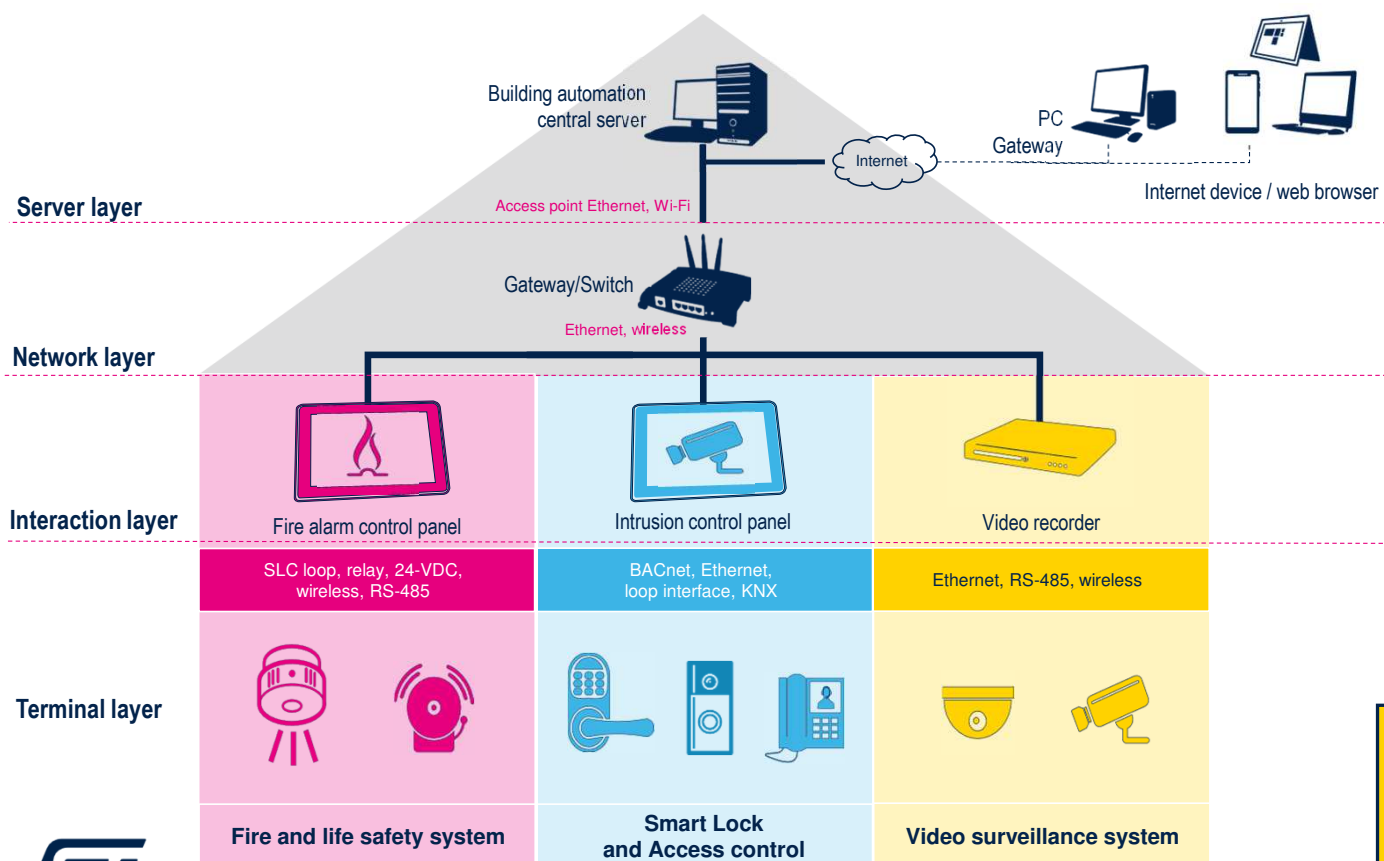 Building automation
central server
PC
Gateway
Internet
Internet device / web browser
Server layer
Access point Ethernet, Wi-Fi
Gateway/Switch
Ethernet, wireless
Network layer
Interaction layer
Fire alarm control panel
Intrusion control panel
Video recorder
SLC loop, relay, 24-VDC,
wireless, RS-485
BACnet, Ethernet,
loop interface, KNX
Ethernet, RS-485, wireless
Terminal layer
Fire and life safety system
Smart Lock
and Access control
Video surveillance system